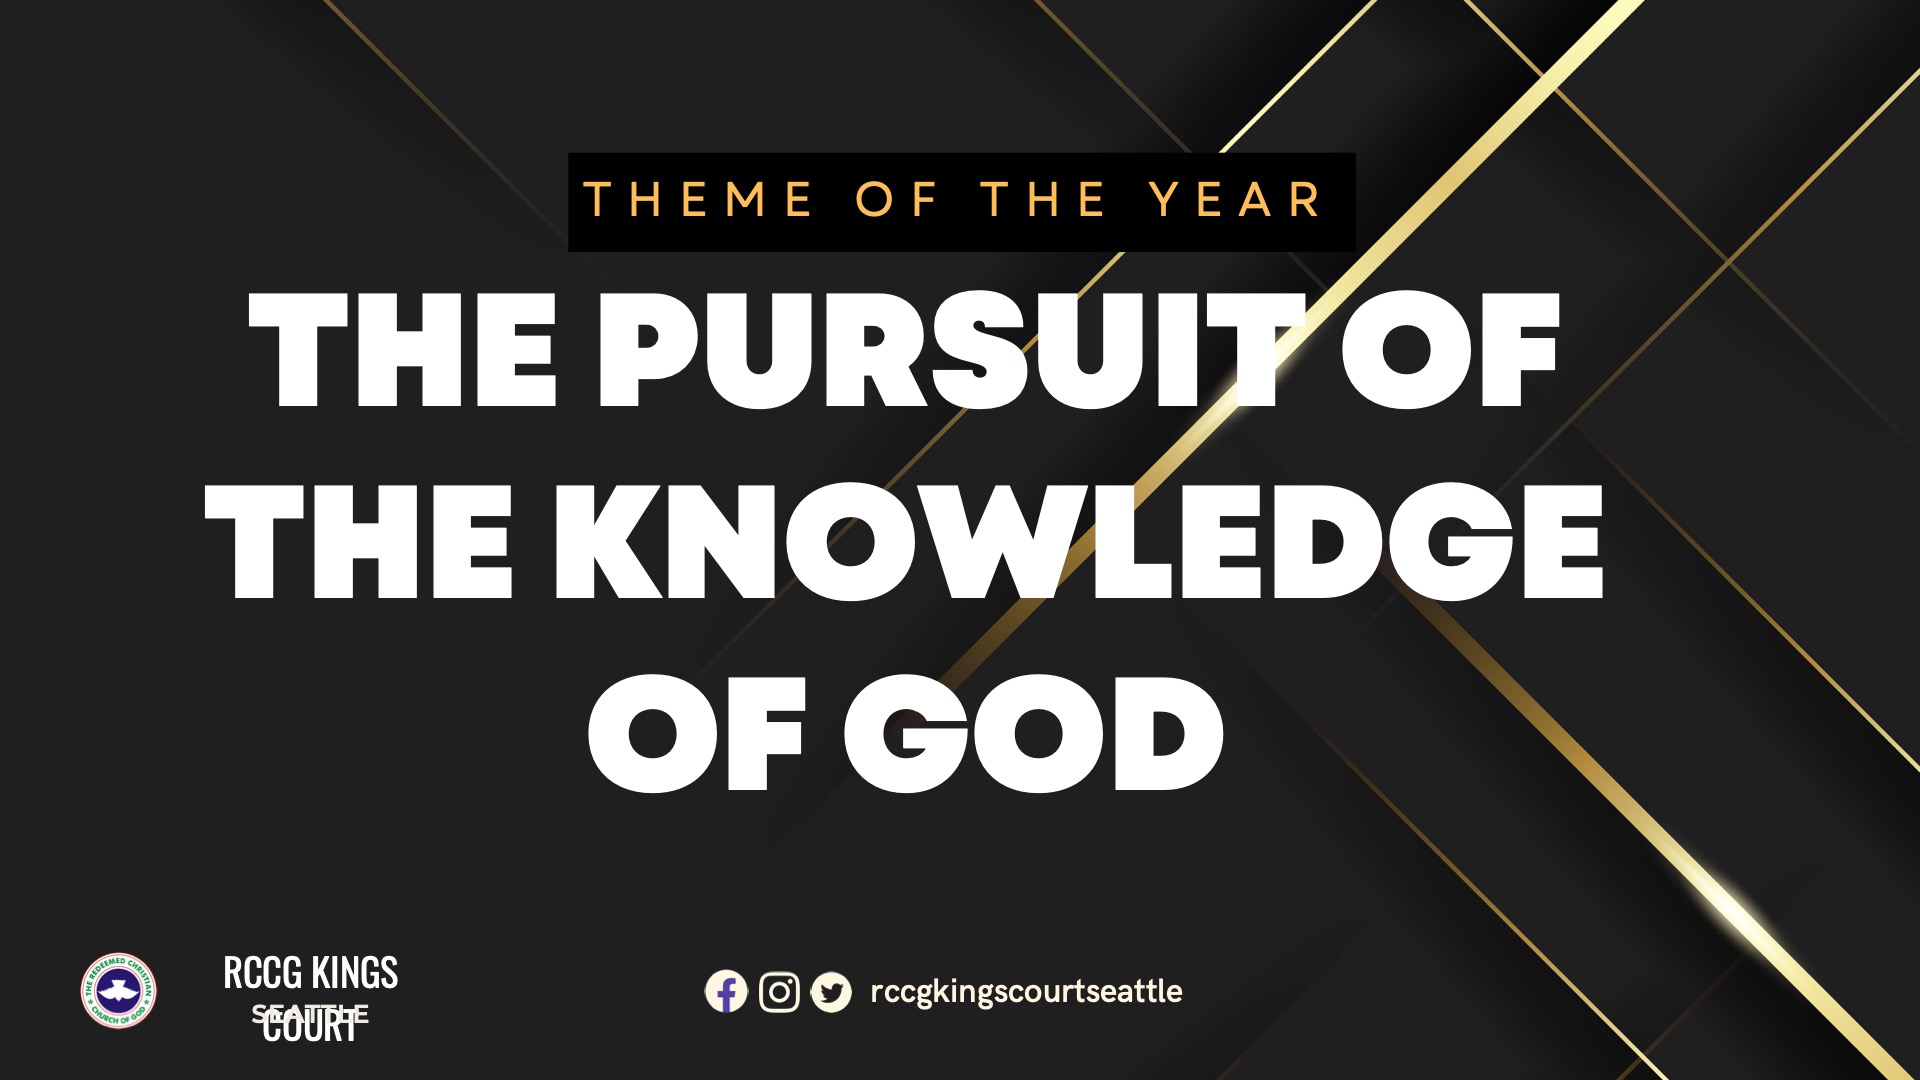 THEME OF THE YEAR
THE PURSUIT OF
THE KNOWLEDGE
OF GOD
THE REDEEMED CHRISTIAN
CHURCH OF GOD
RCCG KINGS
SEATTLE
COURT
rccgkingscourtseattle